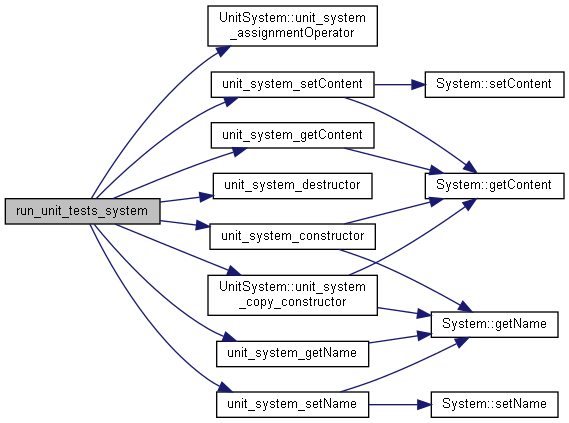 run_unit_tests_system
UnitSystem::unit_system
_assignmentOperator
unit_system_setContent
unit_system_getContent
unit_system_destructor
unit_system_constructor
UnitSystem::unit_system
_copy_constructor
unit_system_getName
unit_system_setName
System::setContent
System::getContent
System::getName
System::setName